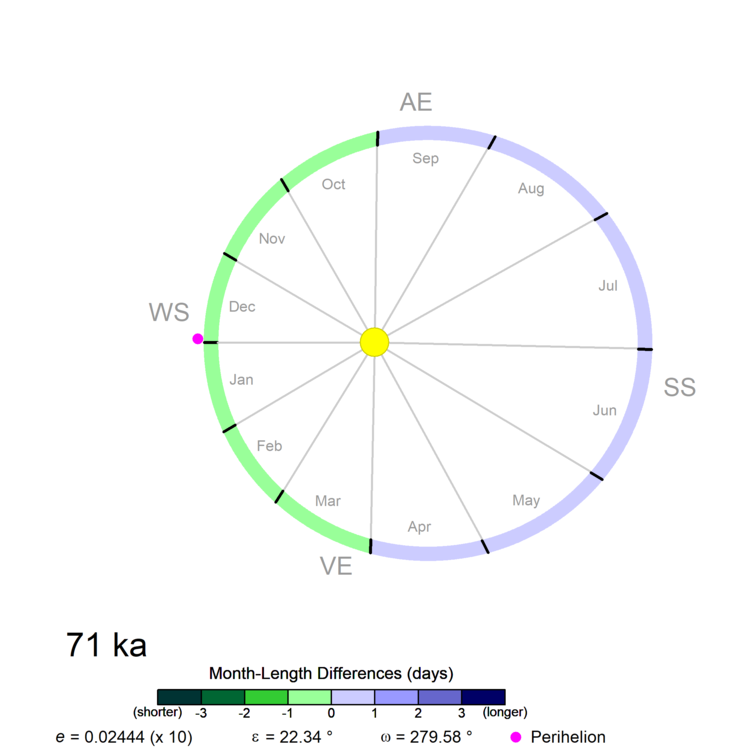 AE
Sep
Oct
Aug
Nov
Jul
Dec
WS
Jan
SS
Jun
Feb
Mar
May
Apr
VE
71 ka
Month-Length Differences (days)
(shorter) -3 -2 -1 0 1 2 3 (longer)
e = 0.02444 (x 10) ε = 22.34 ° ω = 279.58 ° Perihelion